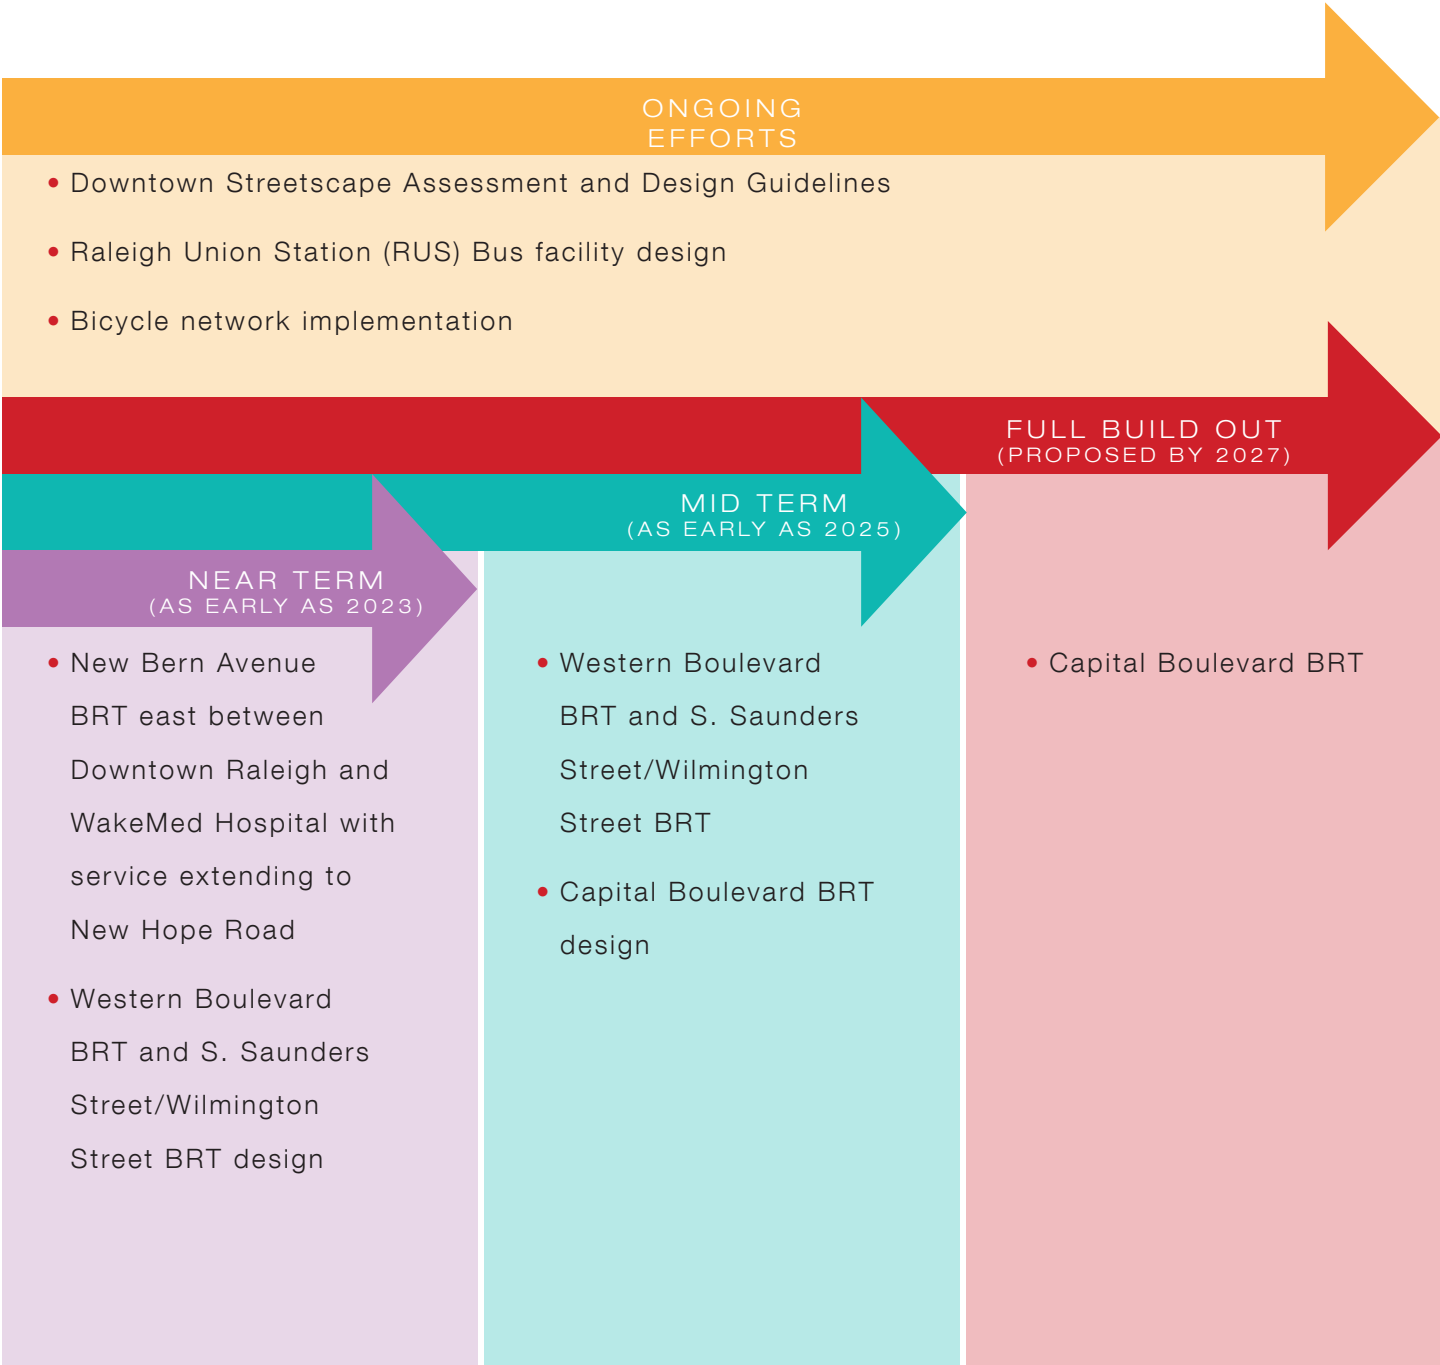 ONGOING
EFFORTS
• Downtown Streetscape Assessment and Design Guidelines
• Raleigh Union Station (RUS) Bus facility design
• Bicycle network implementation
FULL BUILD OUT
(PROPOSED BY 2027)
MID TERM
(AS EARLY AS 2025)
NEAR TERM
(AS EARLY AS 2023)
• New Bern Avenue
BRT east between
Downtown Raleigh and
WakeMed Hospital with
service extending to
New Hope Road
• Western Boulevard
BRT and S. Saunders
Street/Wilmington
Street BRT design
• Western Boulevard
BRT and S. Saunders
Street/Wilmington
Street BRT
• Capital Boulevard BRT
design
• Capital Boulevard BRT